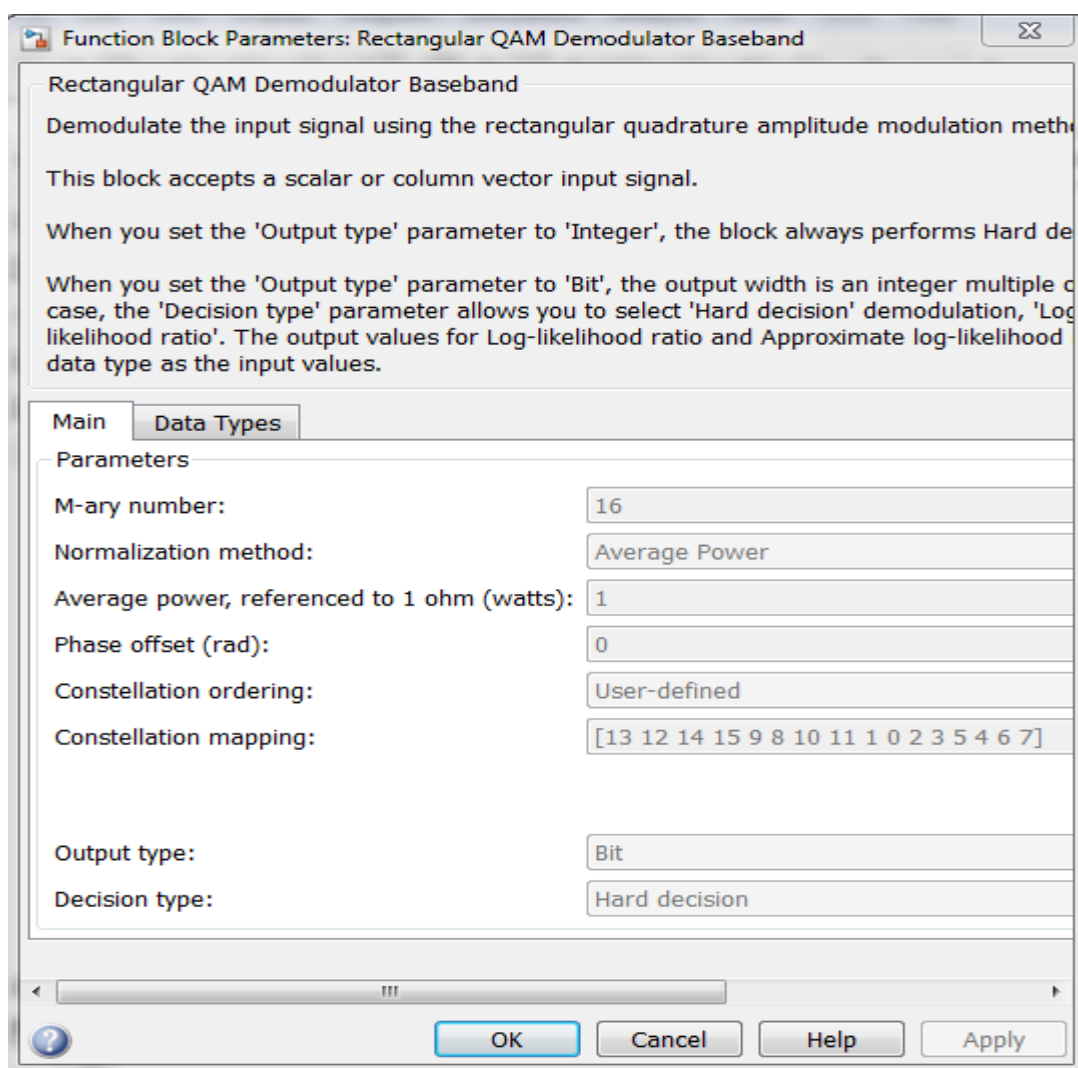 Function Block Parameters: Rectangular QAM Demodulator Baseband
Rectangular QAM Demodulator Baseband
Demodulate the input signal using the rectangular quadrature amplitude modulation
This block accepts a scalar or column vector input signal.
When you set the 'Output type' parameter to 'Integer', the block always performs Hard
When you set the 'Output type' parameter to 'Bit', the output width is an integer multiple
case, the 'Decision type' parameter allows you to select 'Hard decision' demodulation,
likelihood ratio'. The output values for Log-likelihood ratio and Approximate log-likelihood
data type as the input values.
Main Data Types
Parameters
M-ary number: 16
Normalization method: Average Power
Average power, referenced to 1 ohm (watts): 1
Phase offset (rad): 0
Constellation ordering: User-defined
Constellation mapping: [13 12 14 15 9 8 10 11 1 0 2 3 5 4 6 7]
Output type: Bit
Decision type: Hard decision
? OK Cancel Help Apply